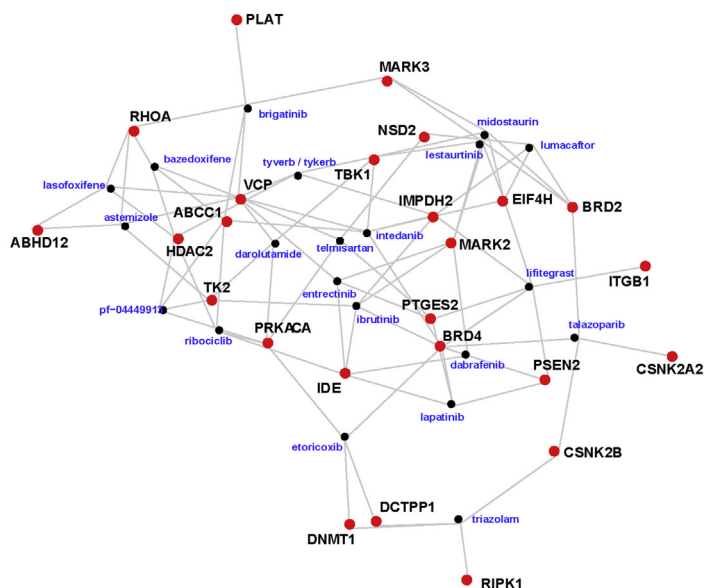 PLAT
MARK3
brigatinib
RHOA
midostaurin
NSD2
lumacaftor
lestaurtinib
bazedoxifene
tyverb / tykerb
TBK1
lasofoxifene
VCP
IMPDH2
EIF4H
BRD2
ABCC1
astemizole
ABHD12
HDAC2
intedanib
darolutamide
telmisartan
MARK2
lifitegrast
ITGB1
entrectinib
TK2
PTGES2
pf-04449913
ibrutinib
talazoparib
ribociclib
PRKACA
BRD4
dabrafenib
PSEN2
CSNK2A2
IDE
lapatinib
etoricoxib
CSNK2B
DCTPP1
triazolam
DNMT1
RIPK1